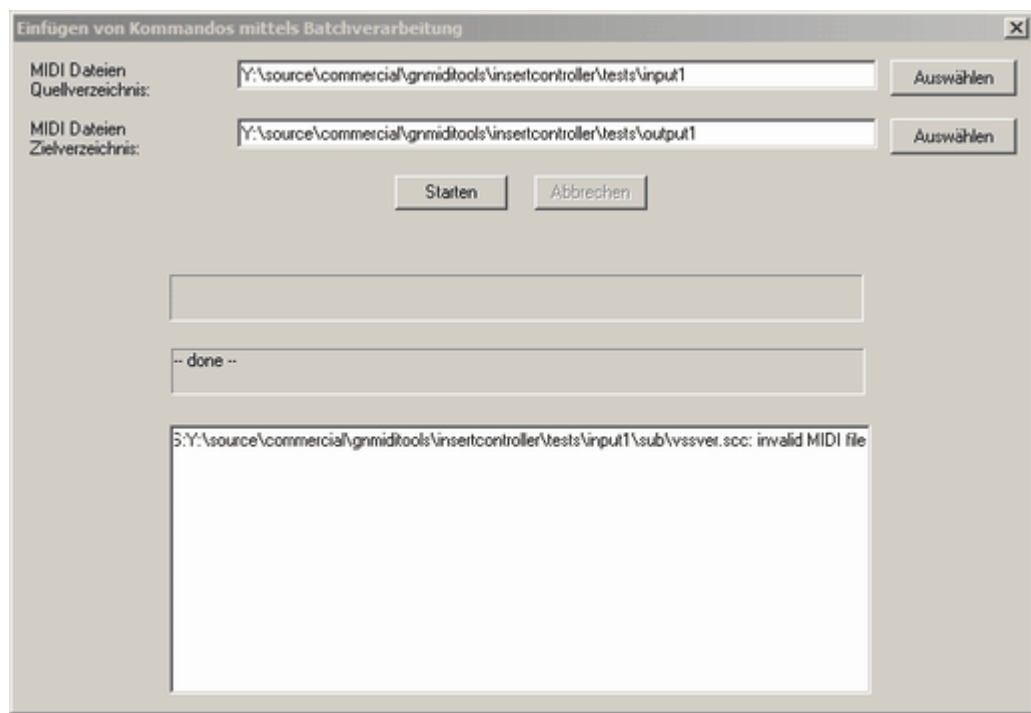 Einfügen von Kommandos mittels Batchverarbeitung
MIDI Dateien
Quellverzeichnis:
Y:\source\commercial\gnmiditools\insertcontroller\tests\input1
Auswählen
MIDI Dateien
Zielverzeichnis:
Y:\source\commercial\gnmiditools\insertcontroller\tests\output1
Auswählen
Starten
Abbrechen
-- done --
S:Y:\source\commercial\gnmiditools\insertcontroller\tests\input1\sub\vssver.scc: invalid MIDI file